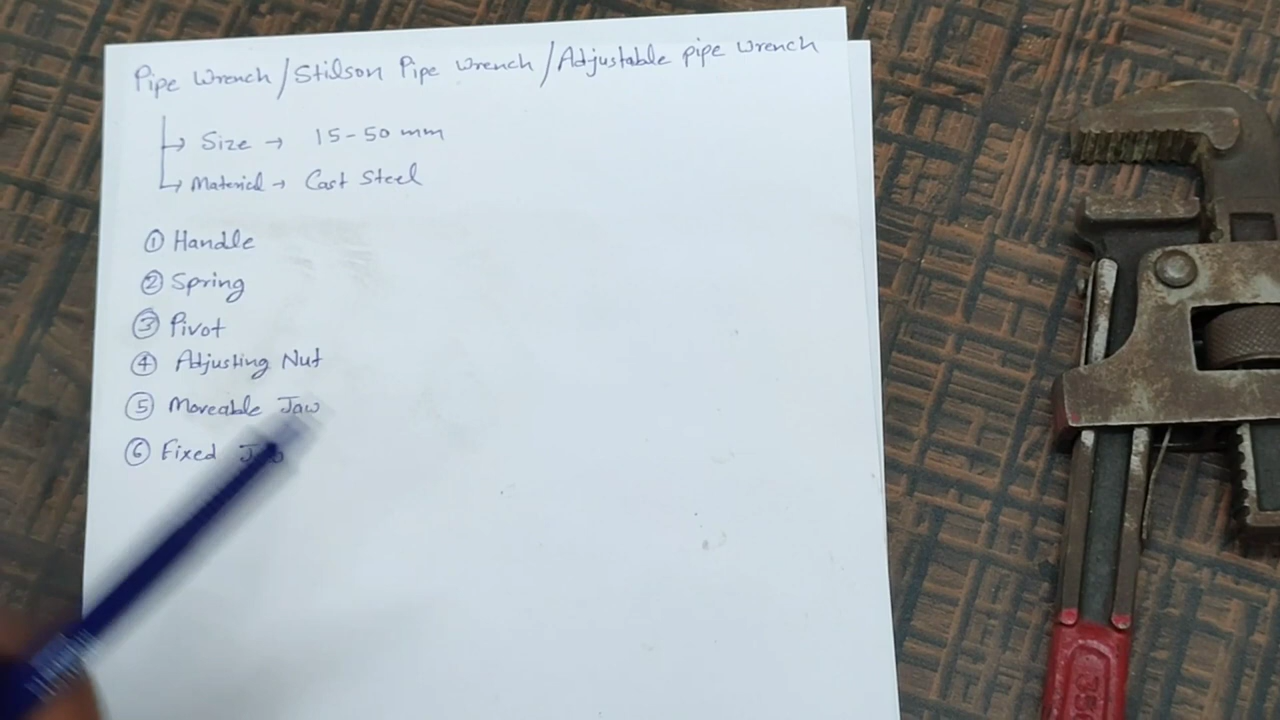 Pipe Wrench / Stilson Pipe wrench / Adjustable pipe wrench
→ Size → 15-50 mm
→ Material → Cast Steel
① Handle
② Spring
③ Pivot
④ Adjusting Nut
⑤ Moveable Jaw
⑥ Fixed